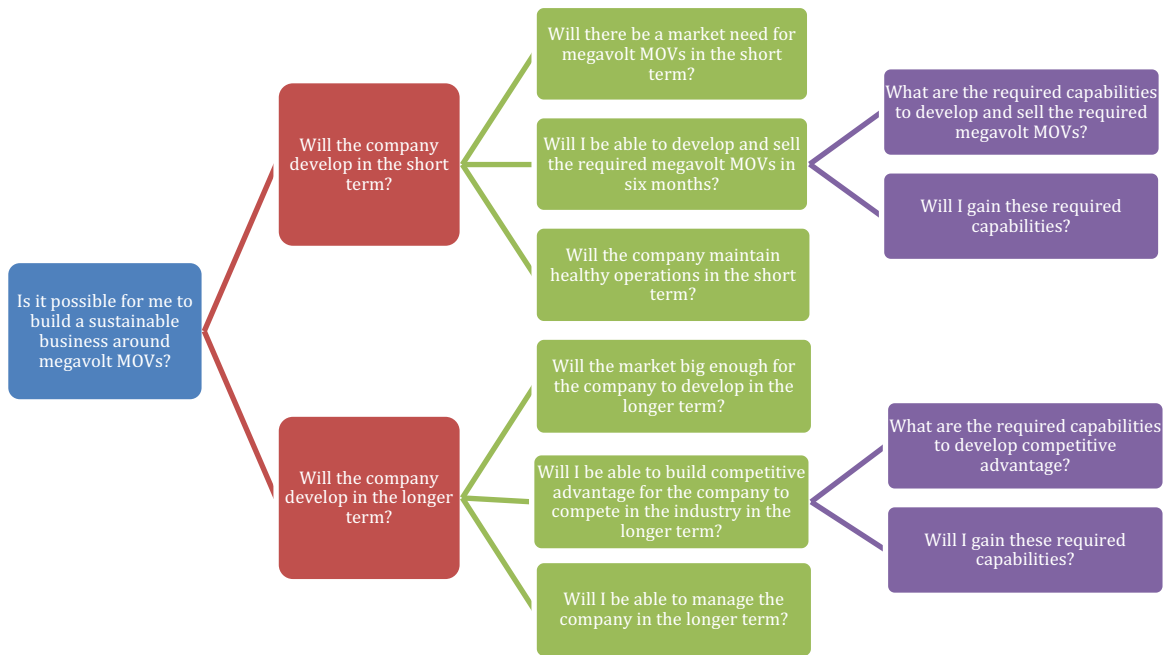 Is it possible for me to
build a sustainable
business around
megavolt MOVs?
Will the company
develop in the short
term?
Will there be a market need for
megavolt MOVs in the short
term?
Will I be able to develop and sell
the required megavolt MOVs in
six months?
What are the required capabilities
to develop and sell the required
megavolt MOVs?
Will I gain these required
capabilities?
Will the company maintain
healthy operations in the short
term?
Will the company
develop in the longer
term?
Will the market big enough for
the company to develop in the
longer term?
Will I be able to build competitive
advantage for the company to
compete in the industry in the
longer term?
What are the required capabilities
to develop competitive
advantage?
Will I gain these required
capabilities?
Will I be able to manage the
company in the longer term?